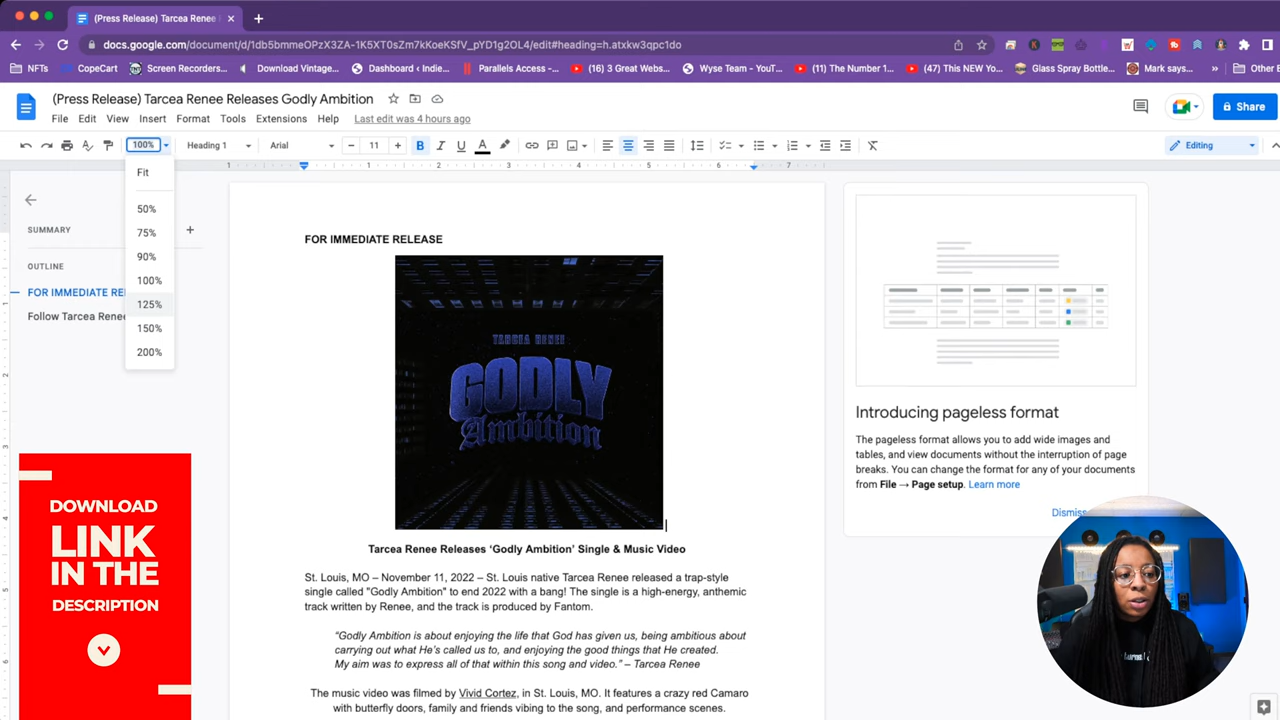 (Press Release) Tarcea Renee
docs.google.com/document/d/1db5bmmeOPzX3ZA-1K5XT0sZm7kKoeKSfV_pYD1g2OL4/edit#heading=h.atxkw3qpc1do
NFTs CopeCart Screen Recorders... Download Vintage... Dashboard ‹ Indie... Parallels Access -... (16) 3 Great Webs... Wyse Team - YouT... (11) The Number 1... (47) This NEW Yo... Glass Spray Bottle... Mark says... » Other
(Press Release) Tarcea Renee Releases Godly Ambition
File Edit View Insert Format Tools Extensions Help Last edit was 4 hours ago
Share
100% Heading 1 Arial 11 B I U A Editing
1 1 2 3 4 5 6 7
Fit
50%
75%
90%
100%
125%
150%
200%
SUMMARY
OUTLINE
FOR IMMEDIATE RE
Follow Tarcea Renee
DOWNLOAD
LINK
IN THE
DESCRIPTION
FOR IMMEDIATE RELEASE
TARCEA RENEE
GODLY
Ambition
Tarcea Renee Releases ‘Godly Ambition’ Single & Music Video
St. Louis, MO – November 11, 2022 – St. Louis native Tarcea Renee released a trap-style
single called "Godly Ambition" to end 2022 with a bang! The single is a high-energy, anthemic
track written by Renee, and the track is produced by Fantom.
“Godly Ambition is about enjoying the life that God has given us, being ambitious about
carrying out what He’s called us to, and enjoying the good things that He created.
My aim was to express all of that within this song and video.” – Tarcea Renee
The music video was filmed by Vivid Cortez, in St. Louis, MO. It features a crazy red Camaro
with butterfly doors, family and friends vibing to the song, and performance scenes.
Introducing pageless format
The pageless format allows you to add wide images and
tables, and view documents without the interruption of page
breaks. You can change the format for any of your documents
from File → Page setup. Learn more
Dismiss